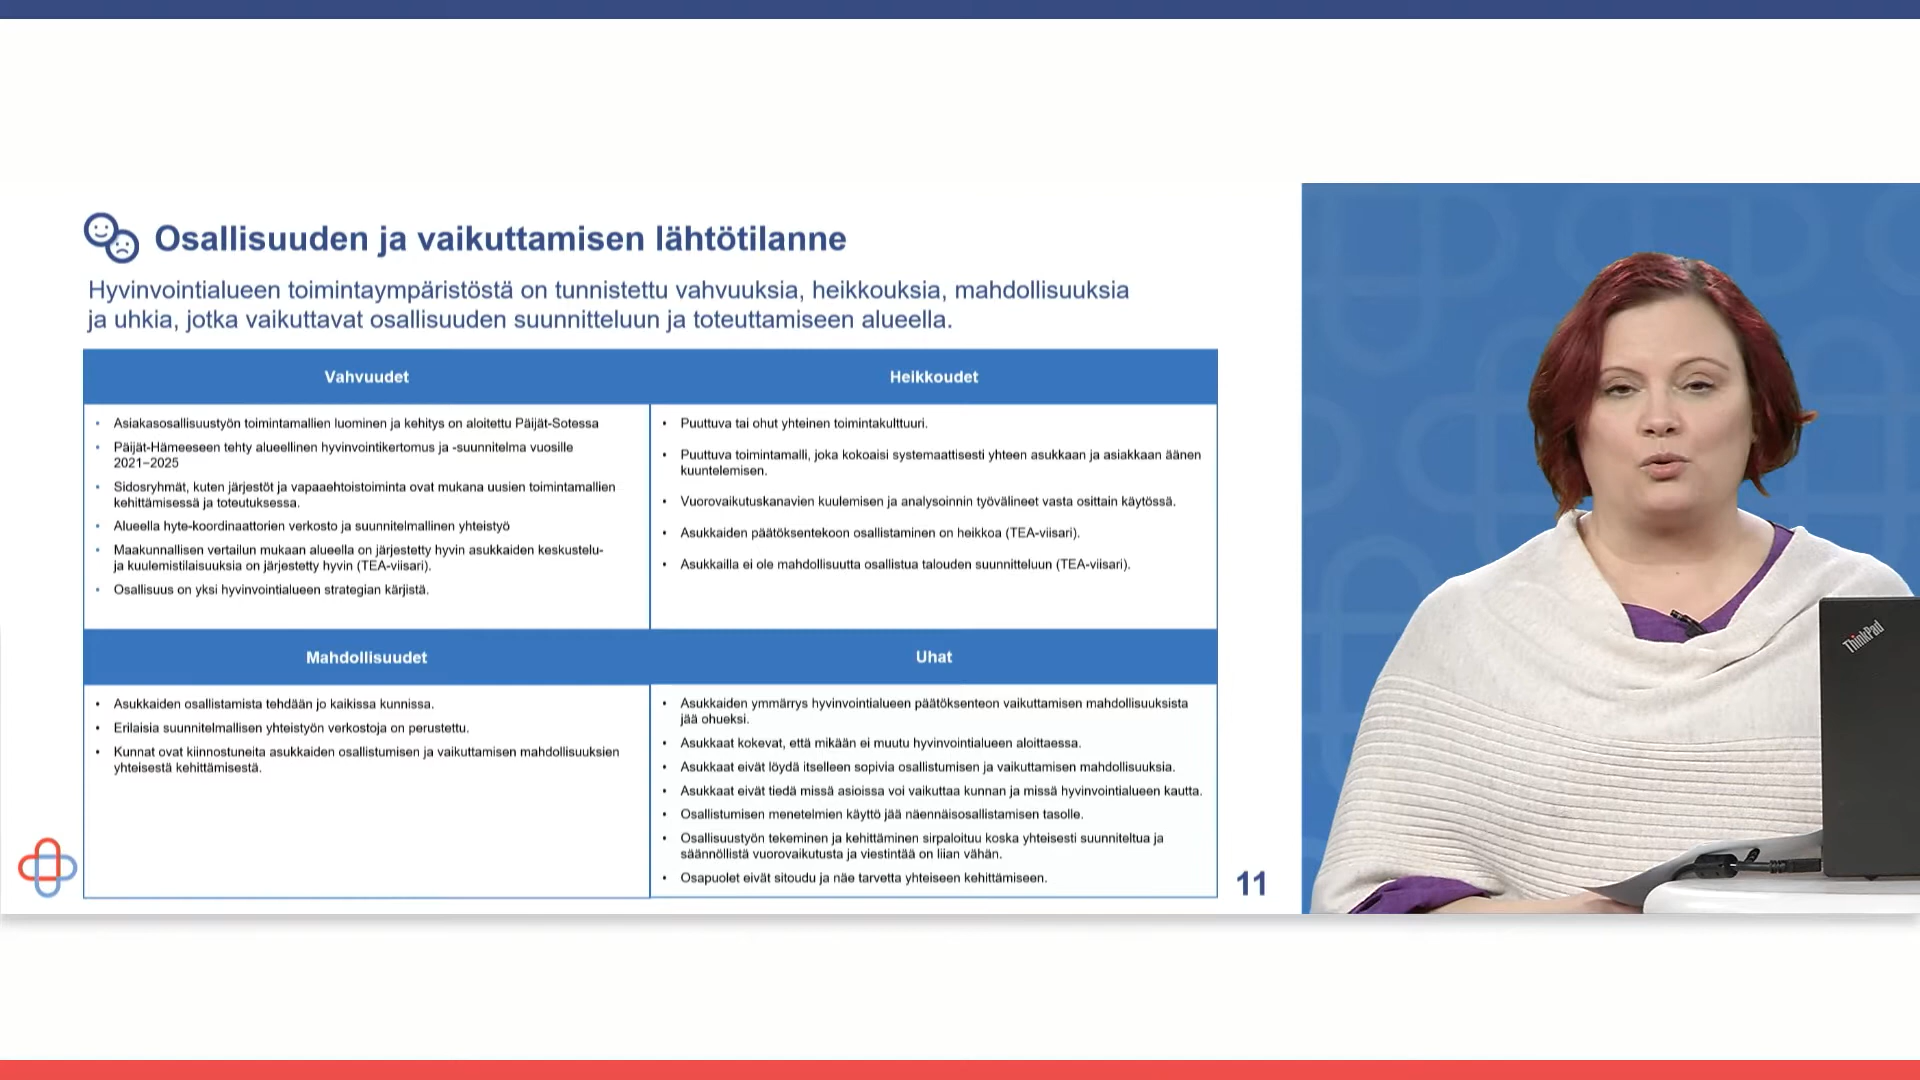 Osallisuuden ja vaikuttamisen lähtötilanne
Hyvinvointialueen toimintaympäristöstä on tunnistettu vahvuuksia, heikkouksia, mahdollisuuksia
ja uhkia, jotka vaikuttavat osallisuuden suunnitteluun ja toteuttamiseen alueella.
Vahvuudet
• Asiakasosallisuustyön toimintamallien luominen ja kehitys on aloitettu Päijät-Sotessa
• Päijät-Hämeeseen tehty alueellinen hyvinvointikertomus ja -suunnitelma vuosille
2021–2025
• Sidosryhmät, kuten järjestöt ja vapaaehtoistoiminta ovat mukana uusien toimintamallien
kehittämisessä ja toteutuksessa.
• Alueella hyte-koordinaattorien verkosto ja suunnitelmallinen yhteistyö
• Maakunnallisen vertailun mukaan alueella on järjestetty hyvin asukkaiden keskustelu-
ja kuulemistilaisuuksia on järjestetty hyvin (TEA-viisari).
• Osallisuus on yksi hyvinvointialueen strategian kärjistä.
Heikkoudet
• Puuttuva tai ohut yhteinen toimintakulttuuri.
• Puuttuva toimintamalli, joka kokoaisi systemaattisesti yhteen asukkaan ja asiakkaan äänen
kuuntelemisen.
• Vuorovaikutuskanavien kuulemisen ja analysoinnin työvälineet vasta osittain käytössä.
• Asukkaiden päätöksentekoon osallistaminen on heikkoa (TEA-viisari).
• Asukkailla ei ole mahdollisuutta osallistua talouden suunnitteluun (TEA-viisari).
Mahdollisuudet
• Asukkaiden osallistamista tehdään jo kaikissa kunnissa.
• Erilaisia suunnitelmallisen yhteistyön verkostoja on perustettu.
• Kunnat ovat kiinnostuneita asukkaiden osallistumisen ja vaikuttamisen mahdollisuuksien
yhteisestä kehittämisestä.
Uhat
• Asukkaiden ymmärrys hyvinvointialueen päätöksenteon vaikuttamisen mahdollisuuksista
jää ohueksi.
• Asukkaat kokevat, että mikään ei muutu hyvinvointialueen aloittaessa.
• Asukkaat eivät löydä itselleen sopivia osallistumisen ja vaikuttamisen mahdollisuuksia.
• Asukkaat eivät tiedä missä asioissa voi vaikuttaa kunnan ja missä hyvinvointialueen kautta.
• Osallistumisen menetelmien käyttö jää näennäisosallistamisen tasolle.
• Osallisuustyön tekeminen ja kehittäminen sirpaloituu koska yhteisesti suunniteltua ja
säännöllistä vuorovaikutusta ja viestintää on liian vähän.
• Osapuolet eivät sitoudu ja näe tarvetta yhteiseen kehittämiseen.
11
ThinkPad